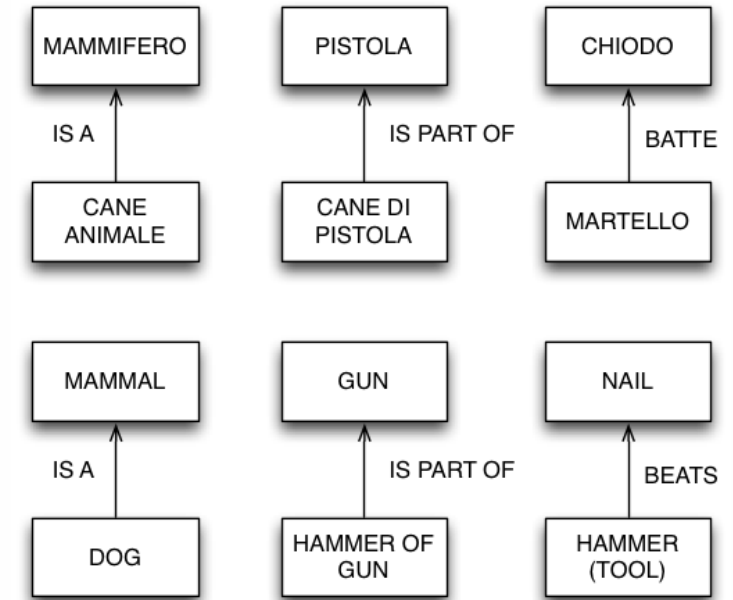 MAMMIFERO
PISTOLA
CHIODO
IS A
IS PART OF
BATTE
CANE
ANIMALE
CANE DI
PISTOLA
MARTELLO
MAMMAL
GUN
NAIL
IS A
IS PART OF
BEATS
DOG
HAMMER OF
GUN
HAMMER
(TOOL)